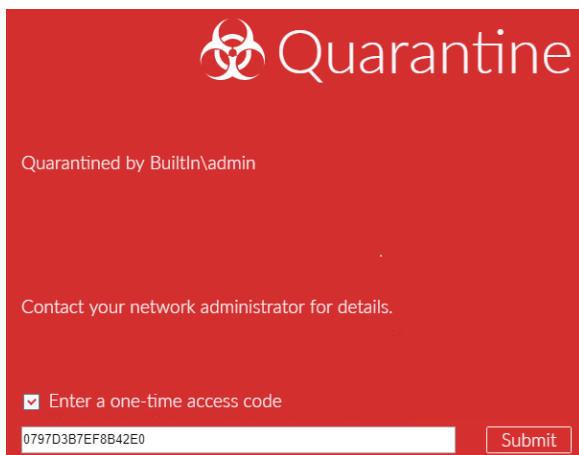 Quarantine
Quarantined by BuiltIn\admin
Contact your network administrator for details.
Enter a one-time access code
0797D3B7EF8B42E0
Submit